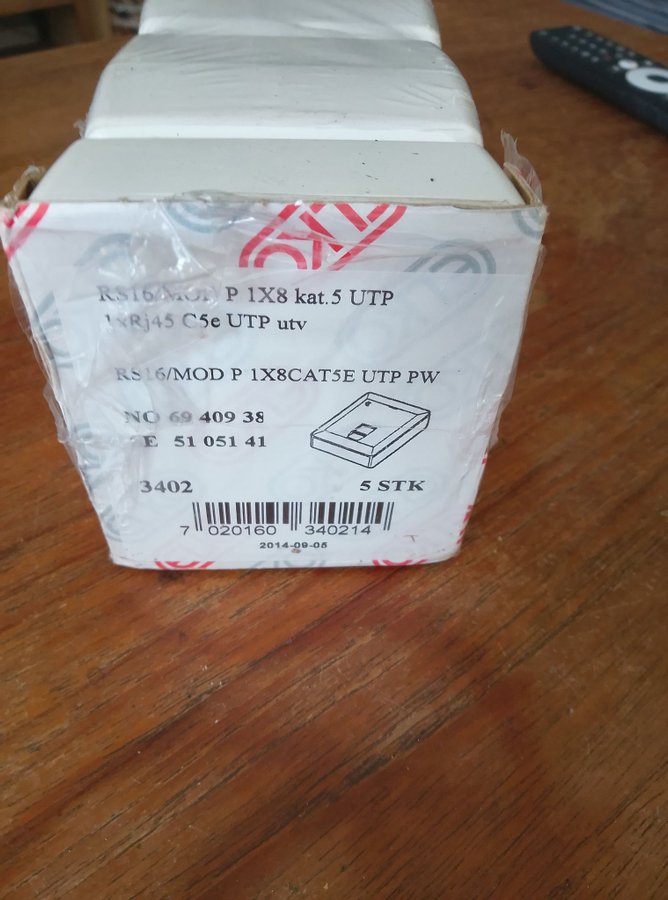 RS16/MOD P 1X8 kat.5 UTP
1xRj45 C5e UTP utv
RS16/MOD P 1X8CAT5E UTP PW
NO 69 409 38
E 51 051 41
3402 5 STK
7 020160 340214
2014-09-05